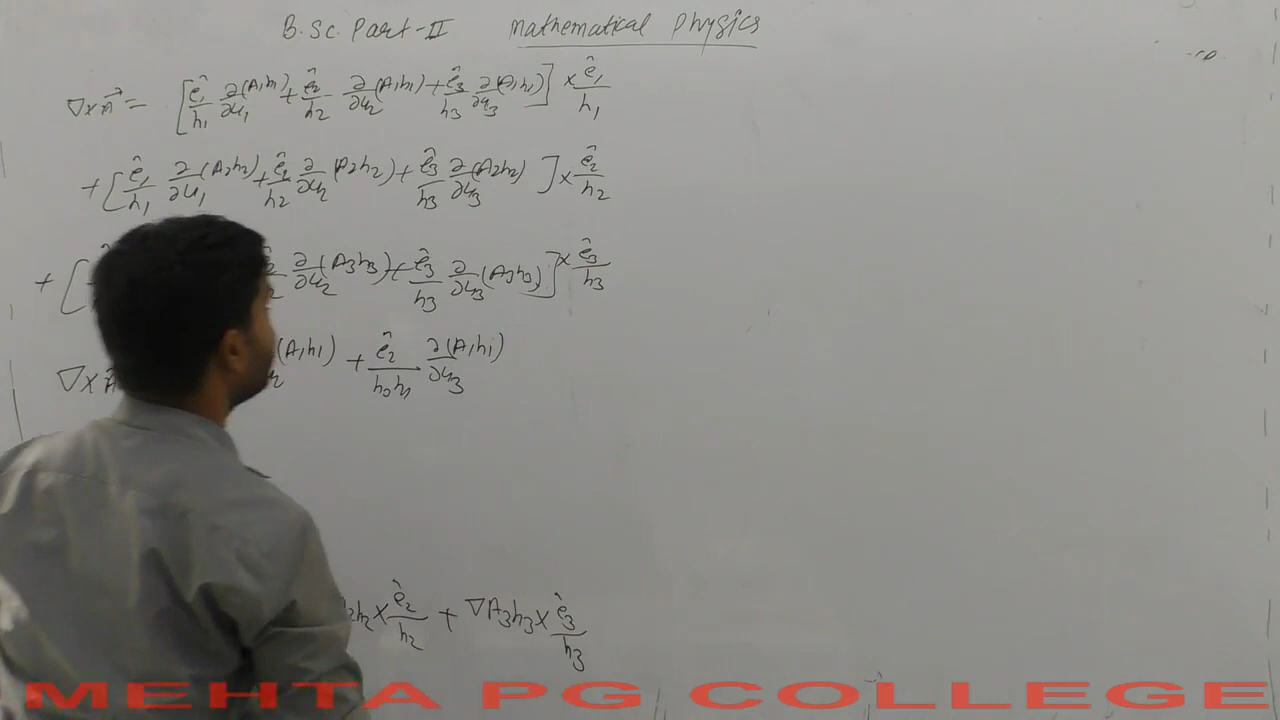 B.Sc. Part-II Mathematical Physics
∇×A⃗ = [ê₁/h₁ ∂/∂u₁ (A₁h₁) + ê₂/h₂ ∂/∂u₂ (A₁h₁) + ê₃/h₃ ∂/∂u₃ (A₁h₁)] × ê₁/h₁
+ [ê₁/h₁ ∂/∂u₁ (A₂h₂) + ê₂/h₂ ∂/∂u₂ (A₂h₂) + ê₃/h₃ ∂/∂u₃ (A₂h₂)] × ê₂/h₂
+ [ ∂/∂u₂ (A₃h₃) + ê₃/h₃ ∂/∂u₃ (A₃h₃)] × ê₃/h₃
∇×A (A₁h₁) + ê₂/h₃h₁ ∂(A₁h₁)/∂u₃
h₂ × ê₂/h₂ + ∇A₃h₃ × ê₃/h₃
MEHTA PG COLLEGE